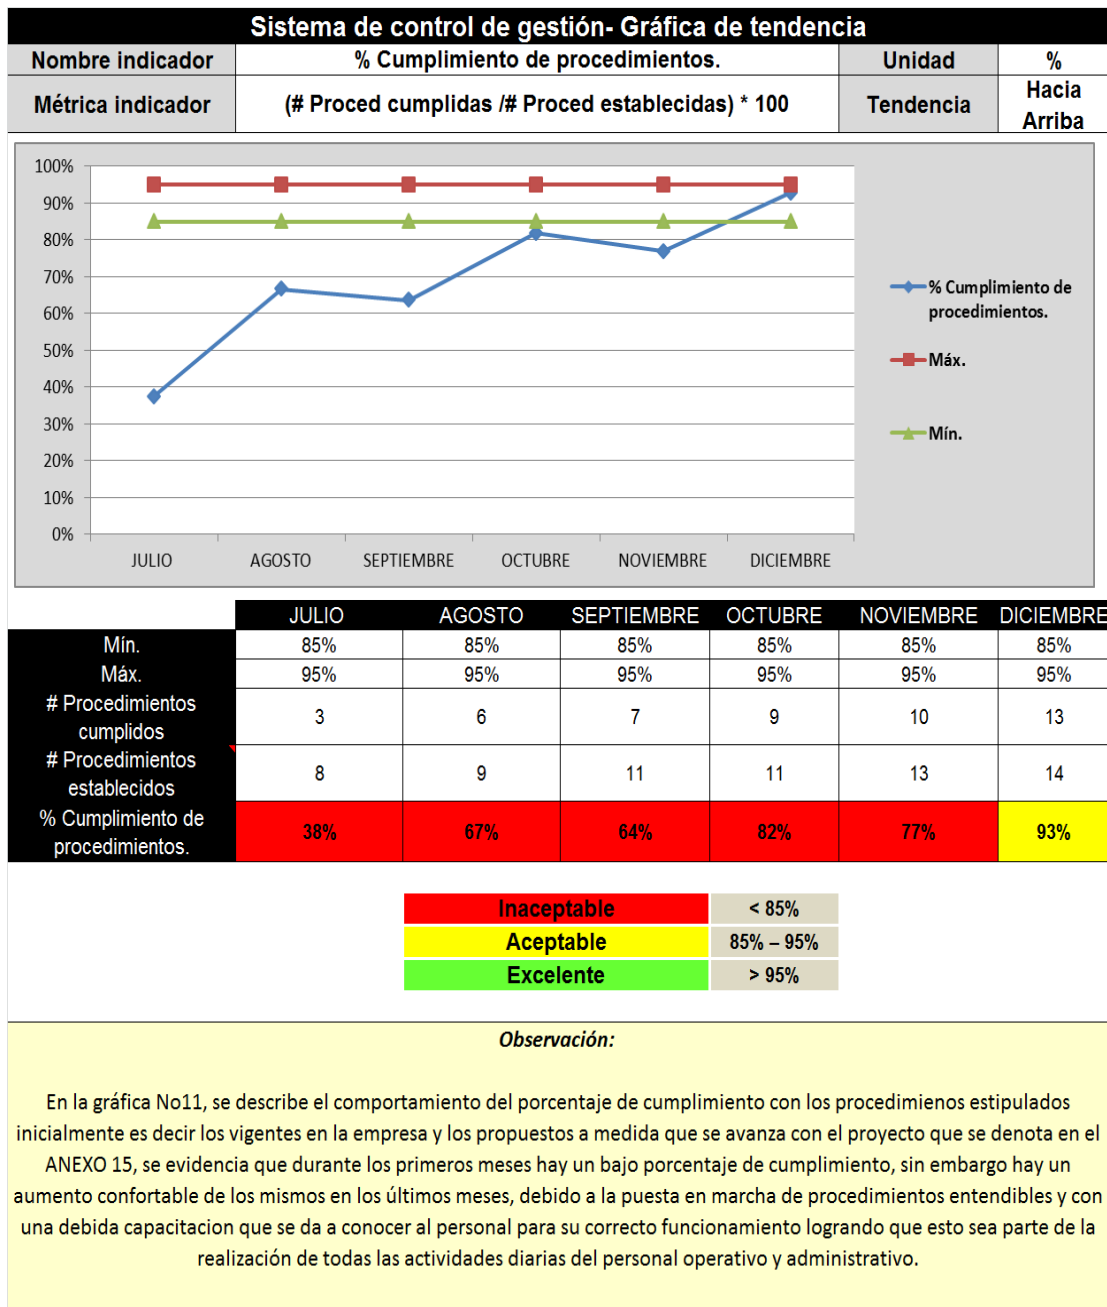 Sistema de control de gestión- Gráfica de tendencia
Nombre indicador % Cumplimiento de procedimientos. Unidad %
Métrica indicador (# Proced cumplidas /# Proced establecidas) * 100 Tendencia Hacia Arriba
100%
90%
80%
70%
60%
50%
40%
30%
20%
10%
0%
JULIO AGOSTO SEPTIEMBRE OCTUBRE NOVIEMBRE DICIEMBRE
% Cumplimiento de
procedimientos.
Máx.
Mín.
JULIO AGOSTO SEPTIEMBRE OCTUBRE NOVIEMBRE DICIEMBRE
Mín. 85% 85% 85% 85% 85% 85%
Máx. 95% 95% 95% 95% 95% 95%
# Procedimientos
cumplidos 3 6 7 9 10 13
# Procedimientos
establecidos 8 9 11 11 13 14
% Cumplimiento de
procedimientos. 38% 67% 64% 82% 77% 93%
Inaceptable < 85%
Aceptable 85% – 95%
Excelente > 95%
Observación:
En la gráfica No11, se describe el comportamiento del porcentaje de cumplimiento con los procedimienos estipulados
inicialmente es decir los vigentes en la empresa y los propuestos a medida que se avanza con el proyecto que se denota en el
ANEXO 15, se evidencia que durante los primeros meses hay un bajo porcentaje de cumplimiento, sin embargo hay un
aumento confortable de los mismos en los últimos meses, debido a la puesta en marcha de procedimientos entendibles y con
una debida capacitacion que se da a conocer al personal para su correcto funcionamiento logrando que esto sea parte de la
realización de todas las actividades diarias del personal operativo y administrativo.